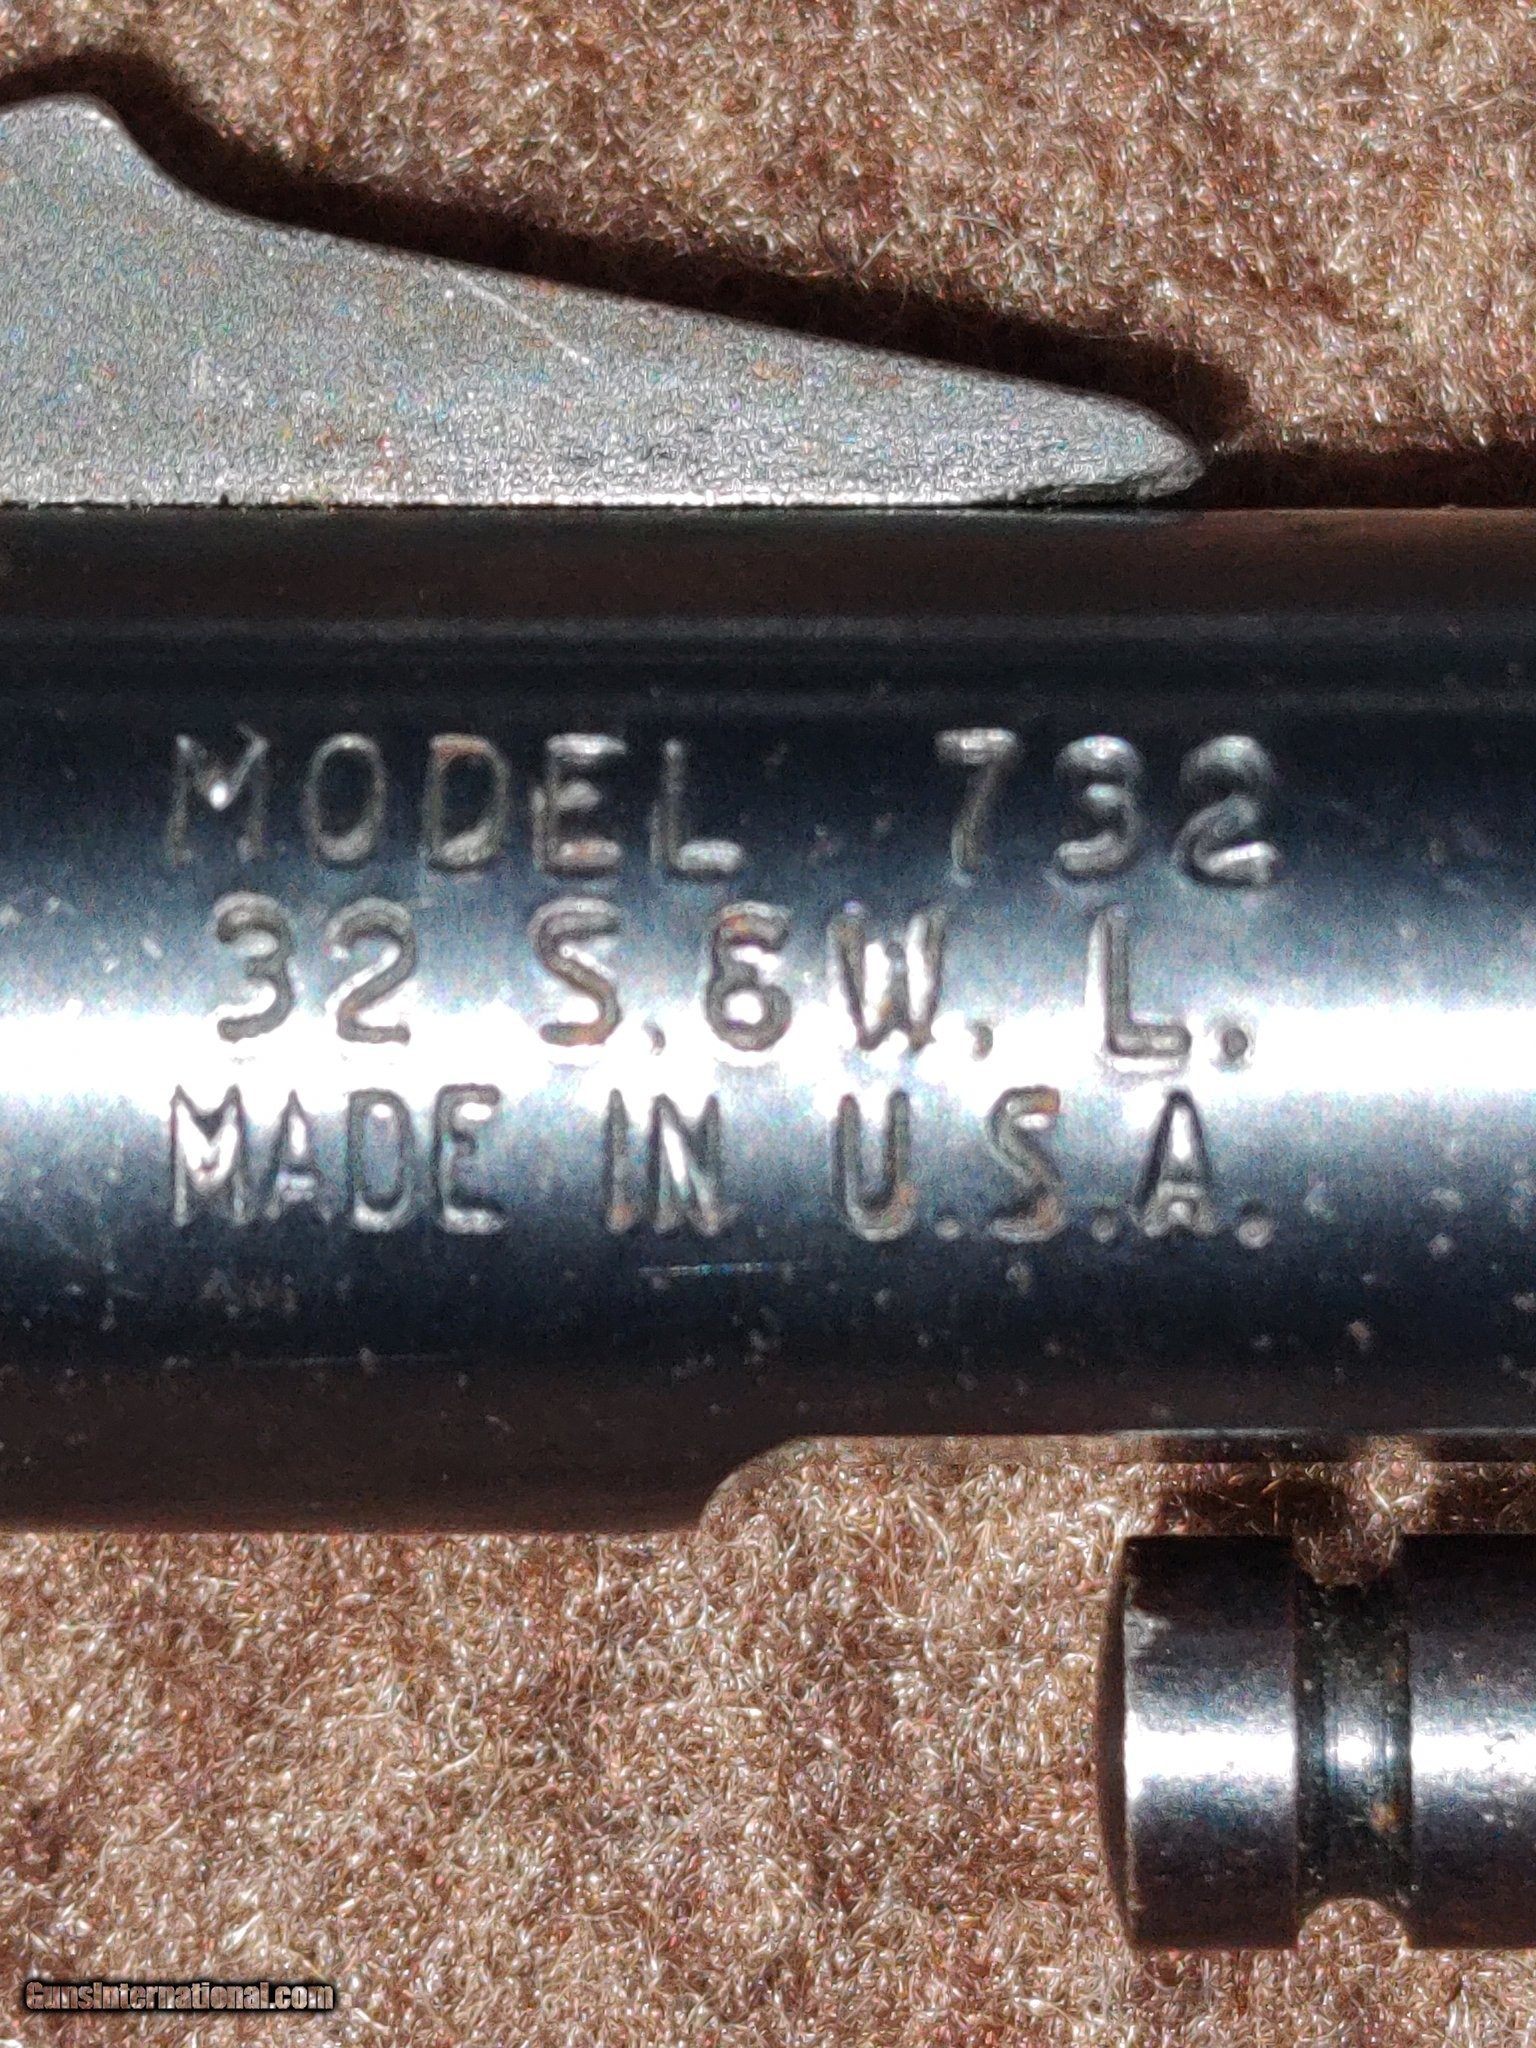 MODEL 732
32 S,&W, L.
MADE IN U.S.A.
GunsInternational.com